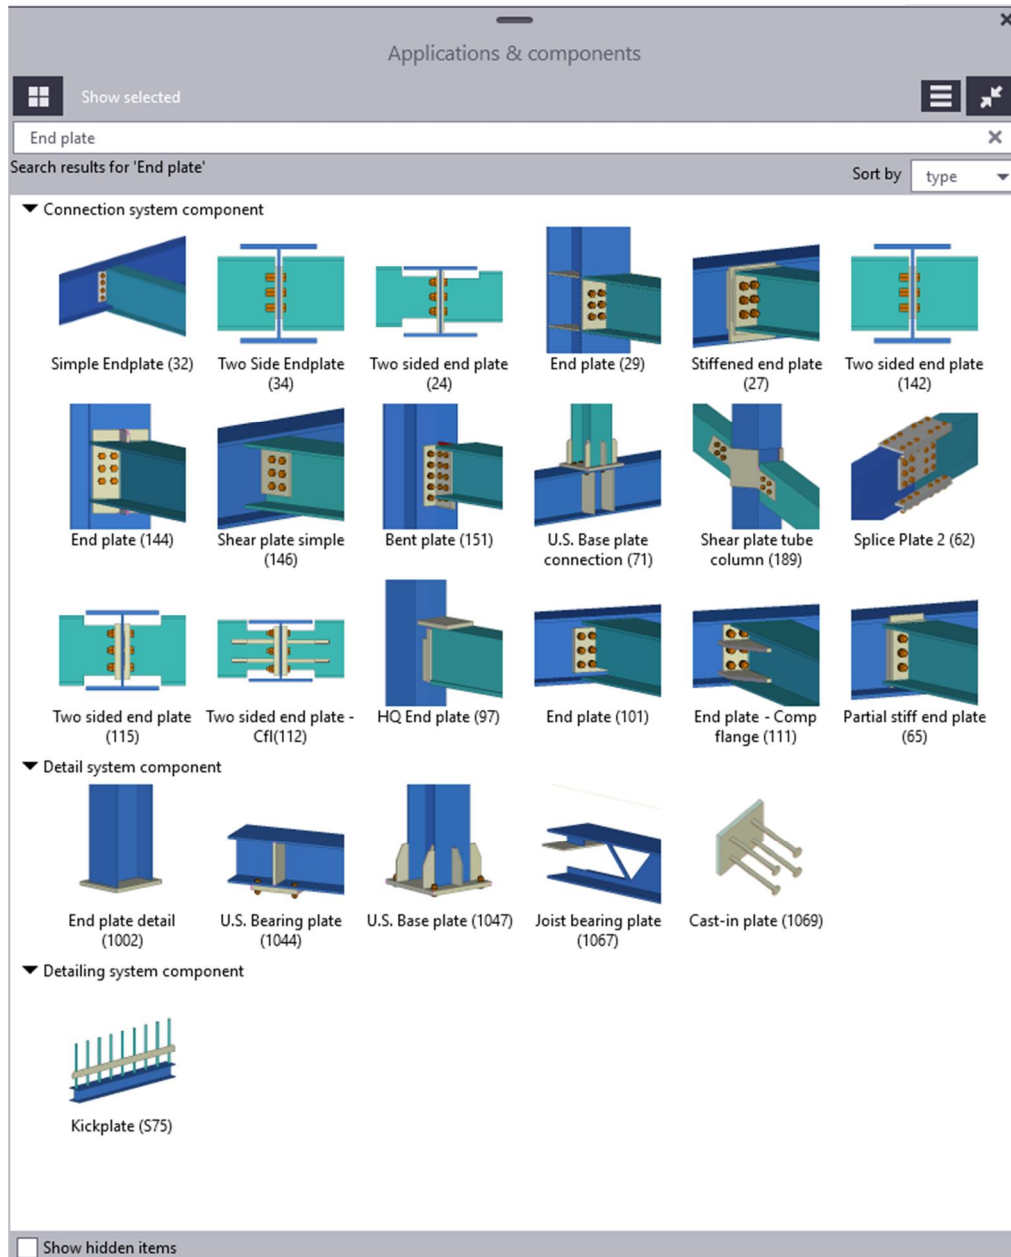 Applications & components
Show selected
End plate
Search results for 'End plate'
Sort by type
Connection system component
Simple Endplate (32)
Two Side Endplate
(34)
Two sided end plate
(24)
End plate (29)
Stiffened end plate
(27)
Two sided end plate
(142)
End plate (144)
Shear plate simple
(146)
Bent plate (151)
U.S. Base plate
connection (71)
Shear plate tube
column (189)
Splice Plate 2 (62)
Two sided end plate
(115)
Two sided end plate -
Cfl(112)
HQ End plate (97)
End plate (101)
End plate - Comp
flange (111)
Partial stiff end plate
(65)
Detail system component
End plate detail
(1002)
U.S. Bearing plate
(1044)
U.S. Base plate (1047)
Joist bearing plate
(1067)
Cast-in plate (1069)
Detailing system component
Kickplate (S75)
Show hidden items